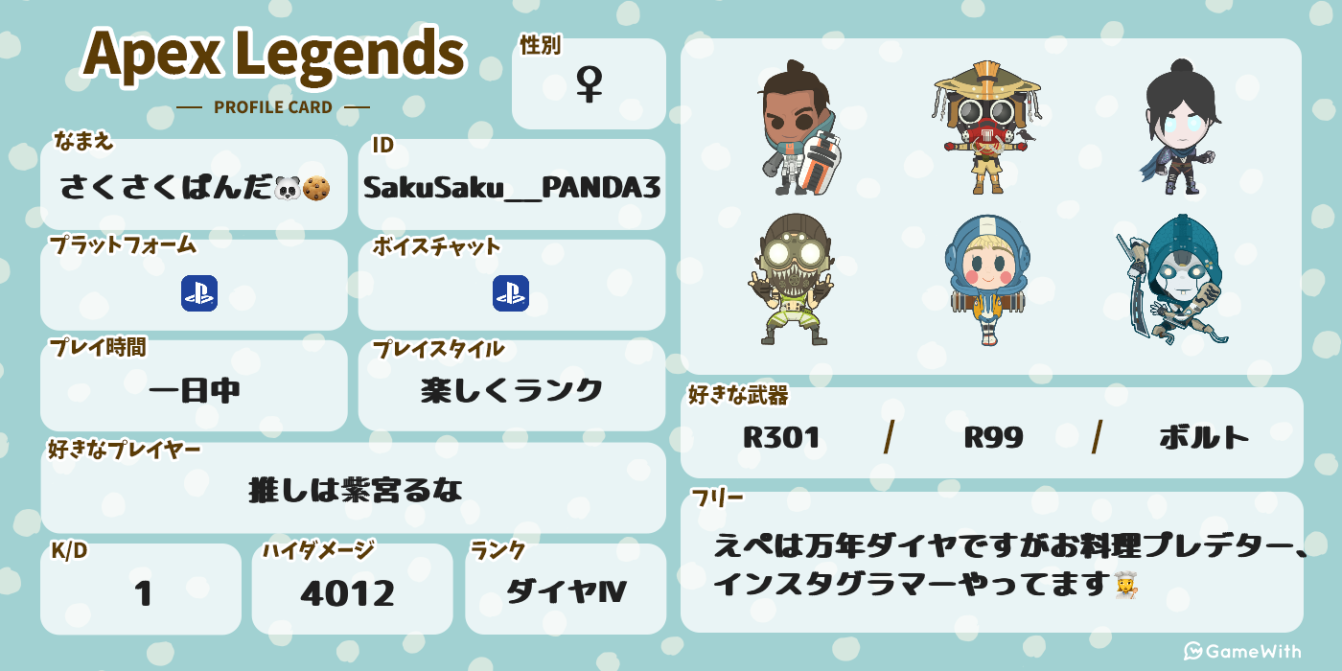 Apex Legends
PROFILE CARD
性別
♀
なまえ
さくさくぱんだ🐼🍪
ID
SakuSaku__PANDA3
プラットフォーム
ボイスチャット
プレイ時間
一日中
プレイスタイル
楽しくランク
好きなプレイヤー
推しは紫宮るな
K/D
1
ハイダメージ
4012
ランク
ダイヤⅣ
好きな武器
R301 / R99 / ボルト
フリー
えぺは万年ダイヤですがお料理プレデター、
インスタグラマーやってます👩‍🍳
GameWith